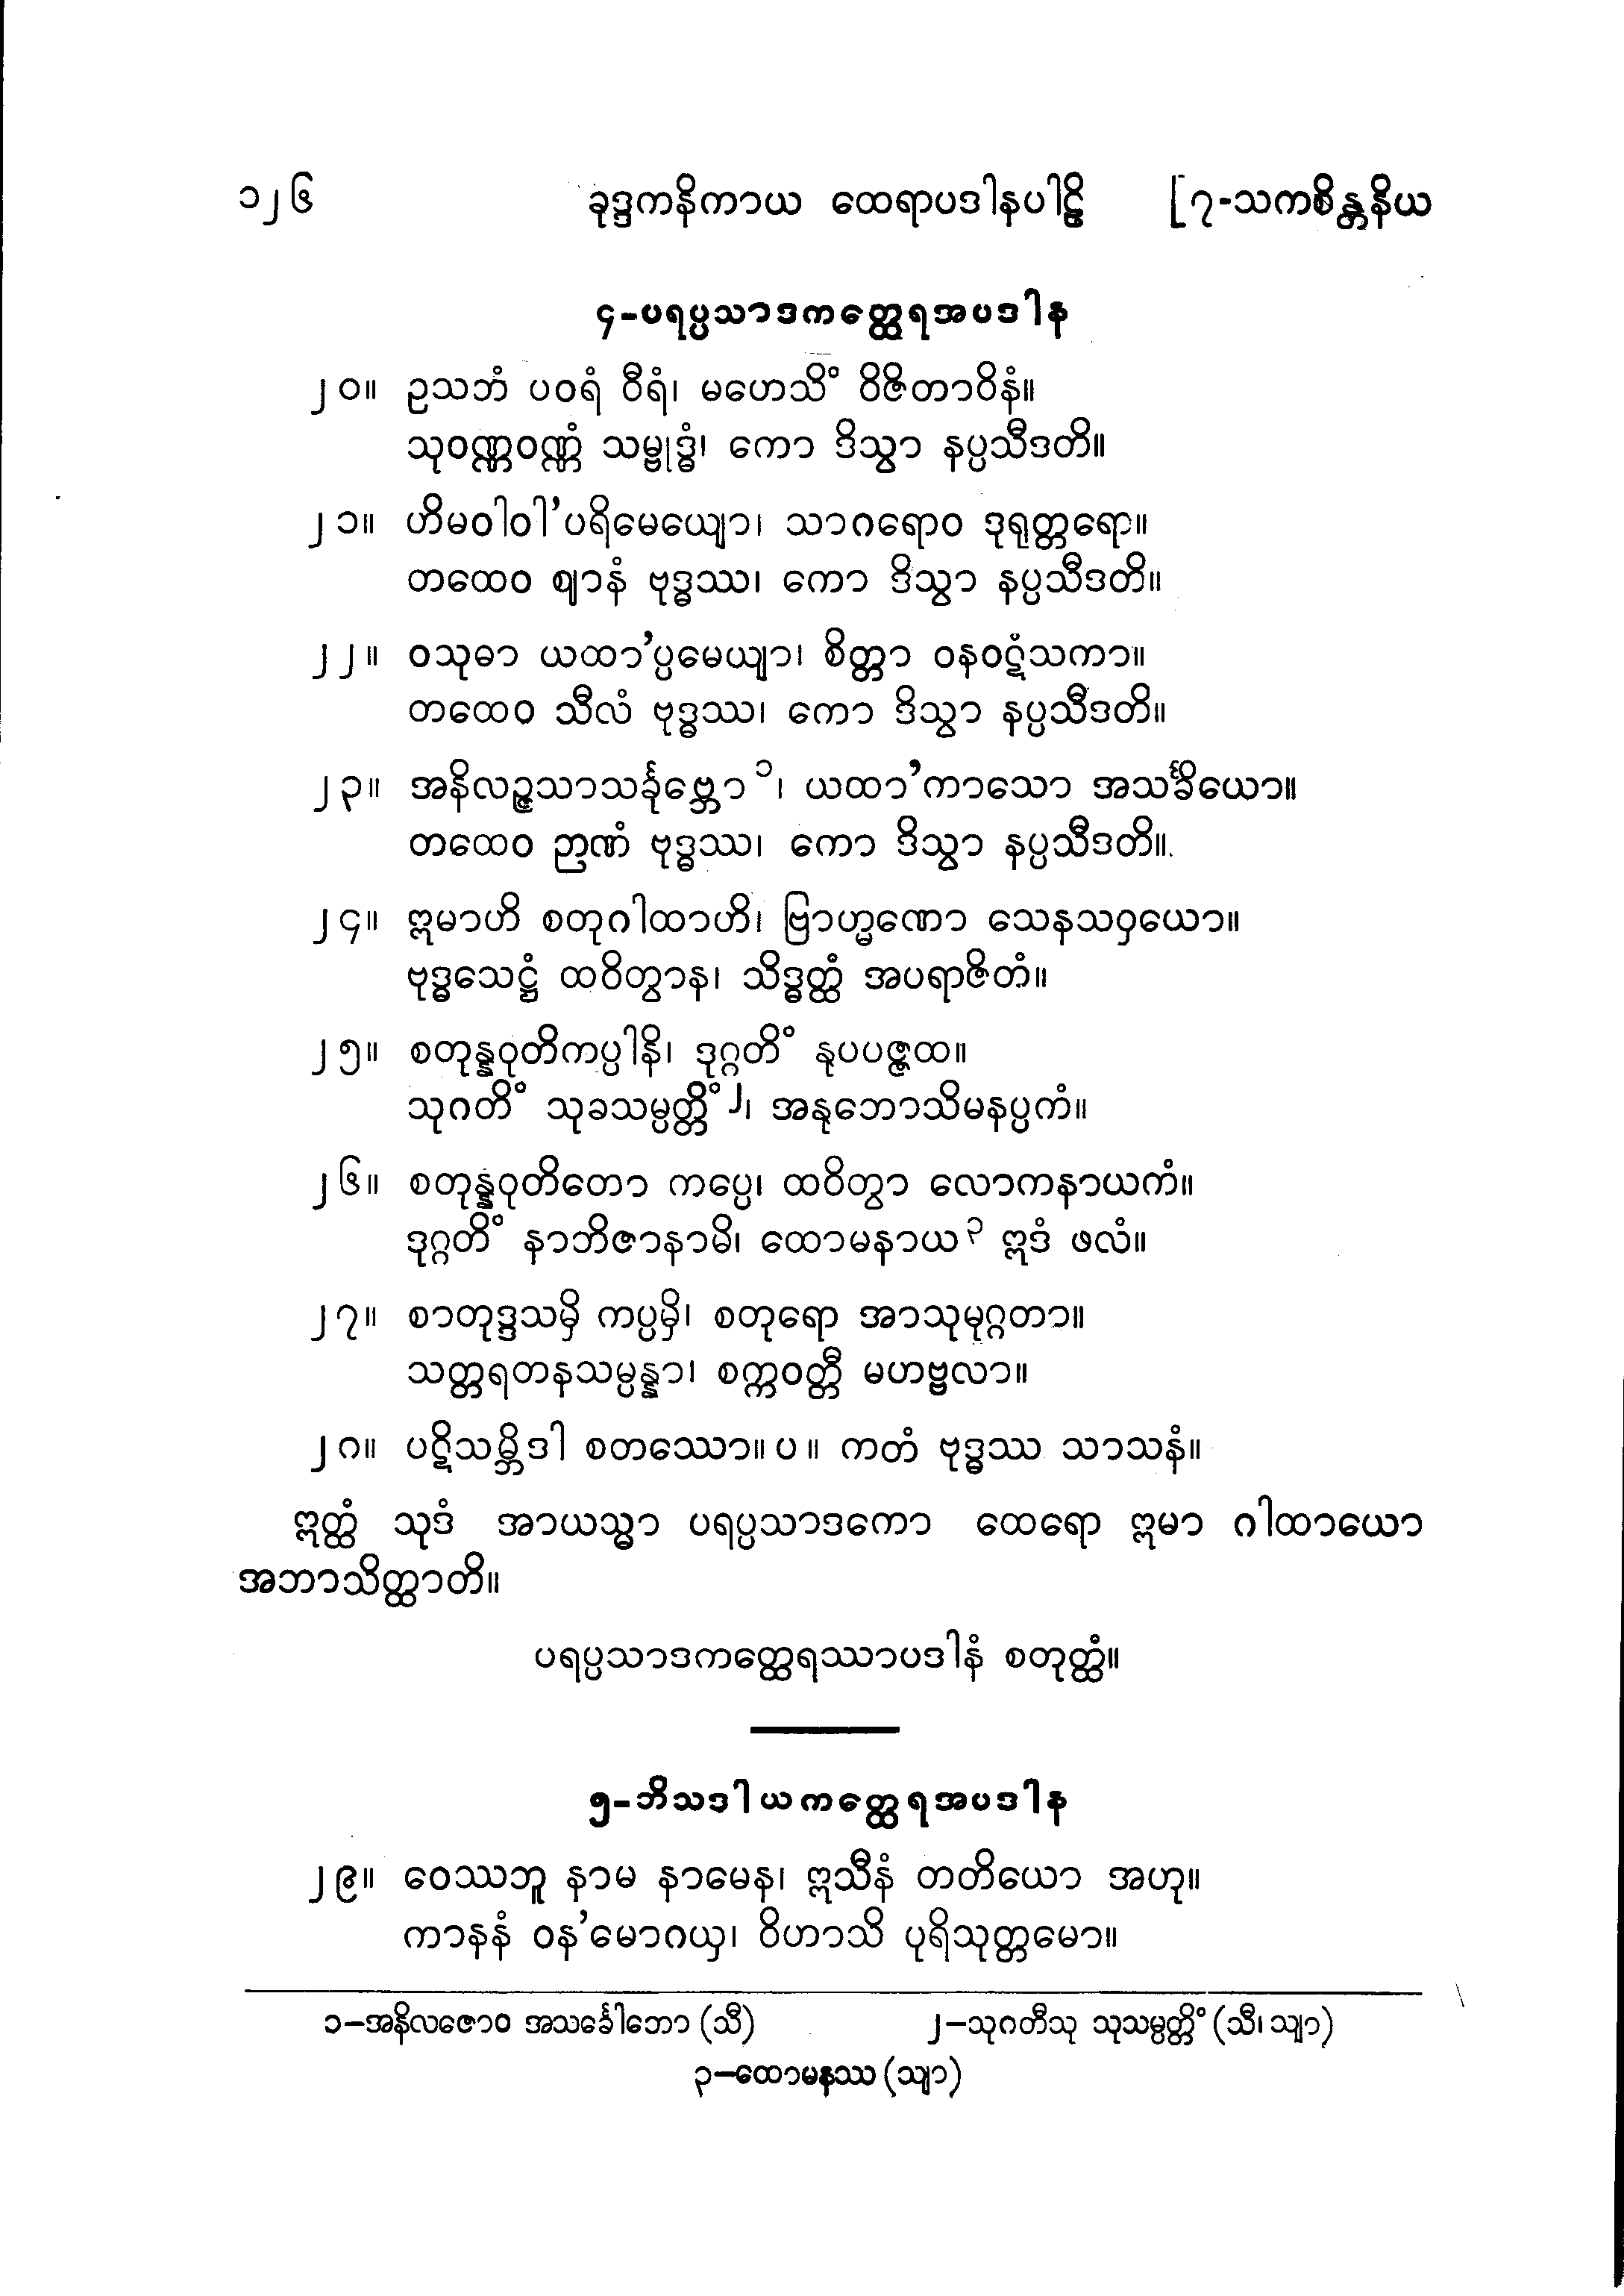 ၁၂၆ ခုဒ္ဒကနိကာယ ထေရာပဒါနပါဠိ [၇-သကစိန္တနိယ
၄-ပရပ္ပသာဒကတ္ထေရအပဒါန
၂၀။ ဥသဘံ ပဝရံ ဝီရံ၊ မဟေသိံ ဝိဇိတာဝိနံ။
သုဝဏ္ဏဝဏ္ဏံ သမ္ဗုဒ္ဓံ၊ ကော ဒိသွာ နပ္ပသီဒတိ။
၂၁။ ဟိမဝါဝါ’ပရိမေယျော၊ သာဂရောဝ ဒုရုတ္တရော။
တထေဝ ဈာနံ ဗုဒ္ဓဿ၊ ကော ဒိသွာ နပ္ပသီဒတိ။
၂၂။ ဝသုဓာ ယထာ’ပ္ပမေယျာ၊ စိတ္တာ ဝနဝဋံသကာ။
တထေဝ သီလံ ဗုဒ္ဓဿ၊ ကော ဒိသွာ နပ္ပသီဒတိ။
၂၃။ အနိလဉ္ဇသာသင်္ခုဗ္ဘော၁၊ ယထာ’ကာသော အသင်္ခိယော။
တထေဝ ဉာဏံ ဗုဒ္ဓဿ၊ ကော ဒိသွာ နပ္ပသီဒတိ။
၂၄။ ဣမာဟိ စတုဂါထာဟိ၊ ဗြာဟ္မဏော သေနသဝှယော။
ဗုဒ္ဓသေဋ္ဌံ ထဝိတွာန၊ သိဒ္ဓတ္ထံ အပရာဇိတံ။
၂၅။ စတုန္နဝုတိကပ္ပါနိ၊ ဒုဂ္ဂတိံ နုပပဇ္ဇထ။
သုဂတိံ သုခသမ္ပတ္တိံ၂၊ အနုဘောသိမနပ္ပကံ။
၂၆။ စတုန္နဝုတိတော ကပ္ပေ၊ ထဝိတွာ လောကနာယကံ။
ဒုဂ္ဂတိံ နာဘိဇာနာမိ၊ ထောမနာယ၃ ဣဒံ ဖလံ။
၂၇။ စာတုဒ္ဒသမှိ ကပ္ပမှိ၊ စတုရော အာသုမုဂ္ဂတာ။
သတ္တရတနသမ္ပန္နာ၊ စက္ကဝတ္တီ မဟဗ္ဗလာ။
၂၈။ ပဋိသမ္ဘိဒါ စတဿော။ ပ ။ ကတံ ဗုဒ္ဓဿ သာသနံ။
ဣတ္ထံ သုဒံ အာယသ္မာ ပရပ္ပသာဒကော ထေရော ဣမာ ဂါထာယော
အဘာသိတ္ထာတိ။
ပရပ္ပသာဒကတ္ထေရဿာပဒါနံ စတုတ္ထံ။
၅-ဘိသဒါယကတ္ထေရအပဒါန
၂၉။ ဝေဿဘူ နာမ နာမေန၊ ဣသီနံ တတိယော အဟု။
ကာနနံ ဝန’မောဂယှ၊ ဝိဟာသိ ပုရိသုတ္တမော။
၁–အနိလဇောဝ အသင်္ခေါဘော (သီ) ၂–သုဂတီသု သုသမ္ပတ္တိံ (သီ၊ သျာ)
၃–ထောမနဿ (သျာ)